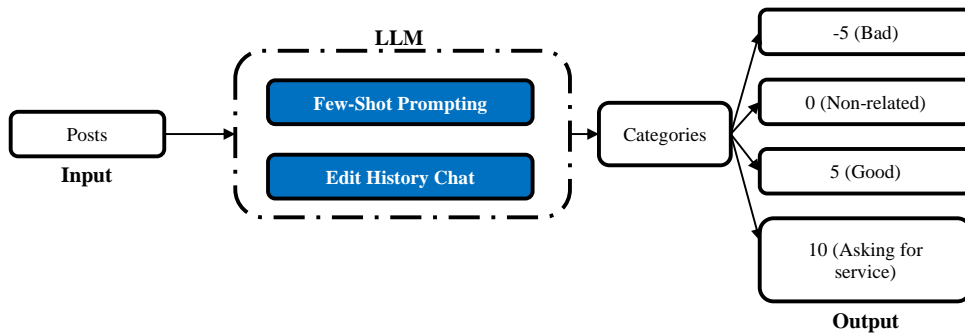 LLM
Few-Shot Prompting
Edit History Chat
Posts
Input
Categories
-5 (Bad)
0 (Non-related)
5 (Good)
10 (Asking for
service)
Output